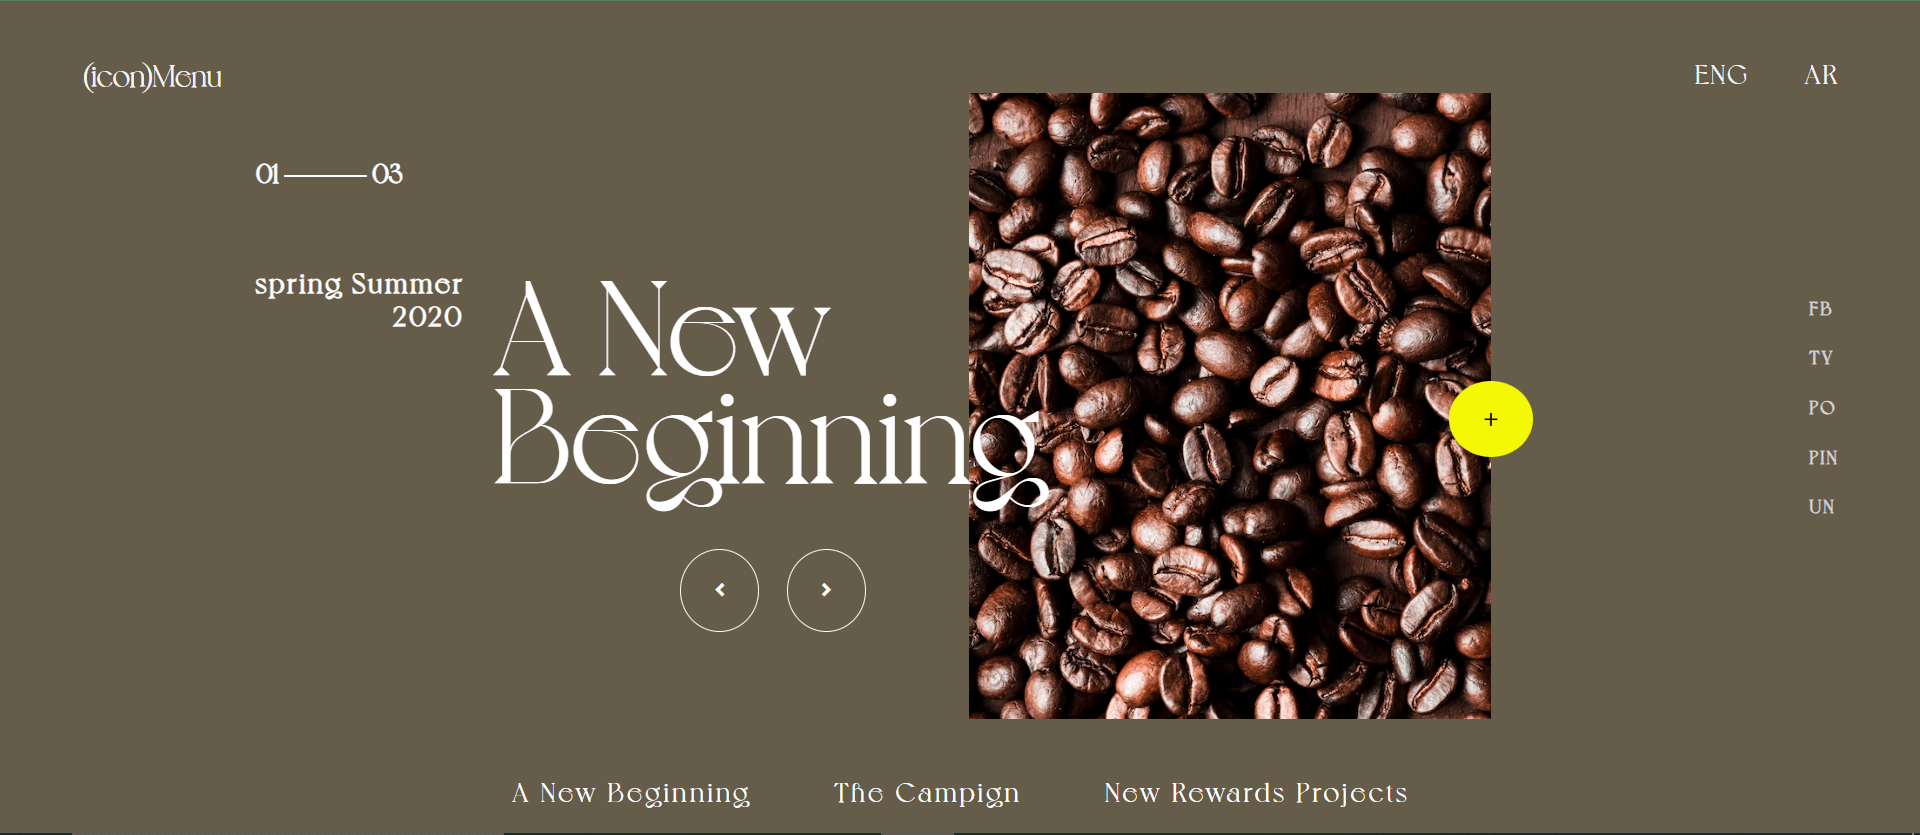 (icon)Menu
ENG
AR
01
03
spring Summer
2020
A New
Beginning
+
FB
TY
PO
PIN
UN
A New Beginning
The Campign
New Rewards Projects